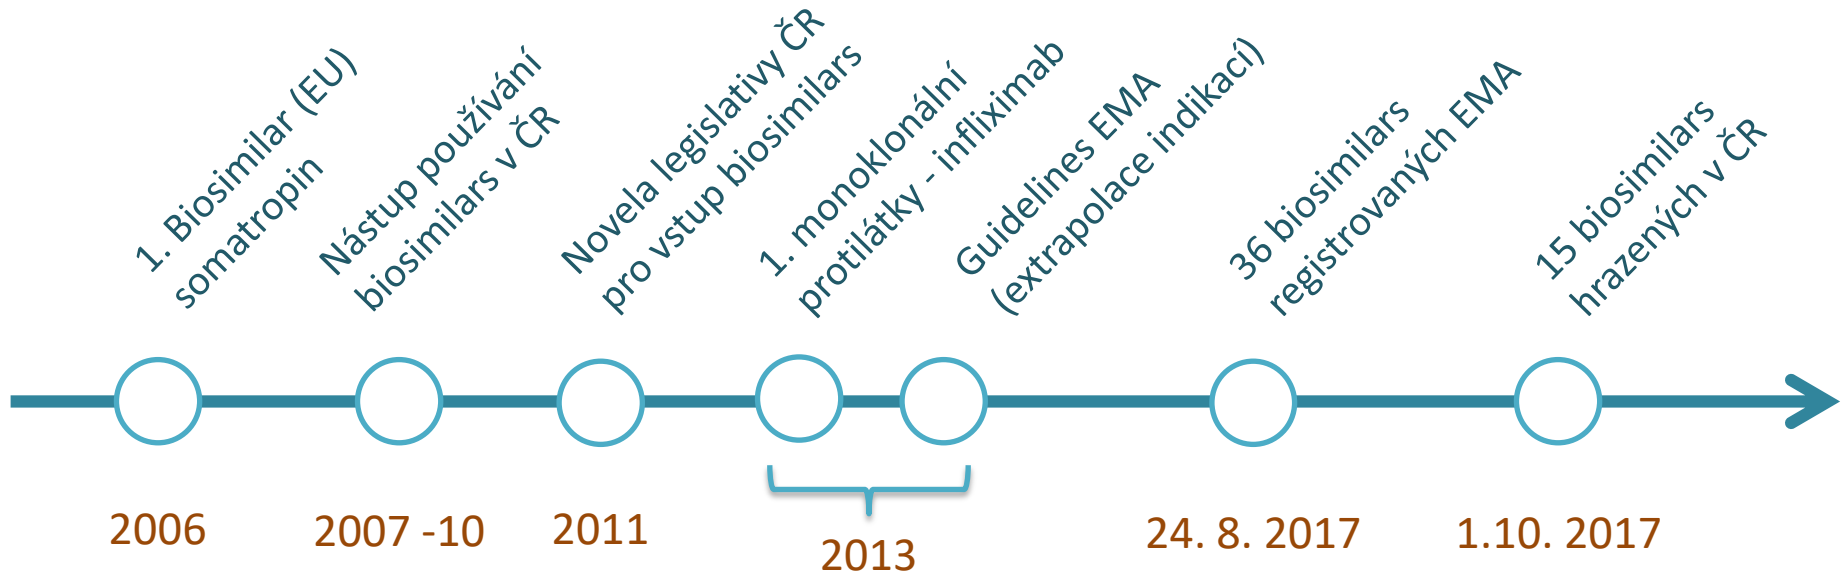 1. Biosimilar (EU)
somatropin
Nástup používání
biosimilars v ČR
Novela legislativy ČR
pro vstup biosimilars
1. monoklonální
protilátky - infliximab
Guidelines EMA
(extrapolace indikací)
36 biosimilars
registrovaných EMA
15 biosimilars
hrazených v ČR
2006
2007 -10
2011
2013
24. 8. 2017
1.10. 2017